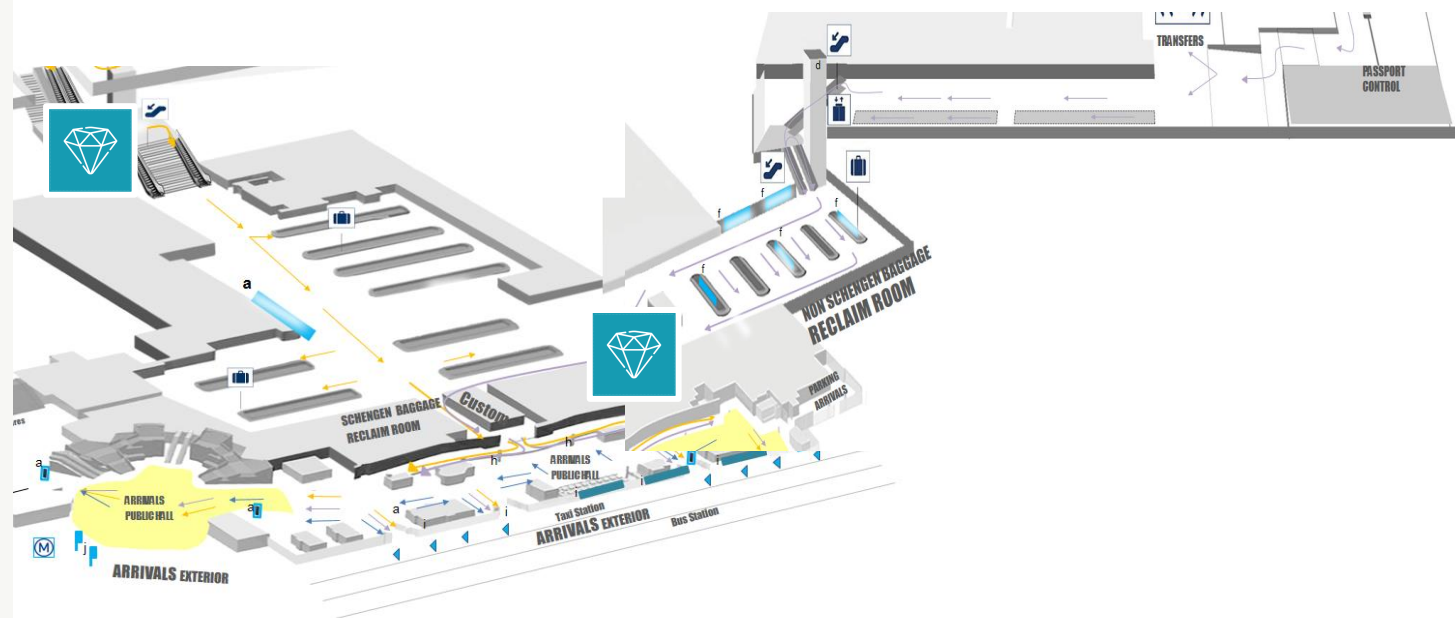 TRANSFERS
PASSPORT
CONTROL
d
f
f
f
f
f
NON SCHENGEN BAGGAGE
RECLAIM ROOM
a
SCHENGEN BAGGAGE
RECLAIM ROOM
Custom
PARKING
ARRIVALS
h
h
ARRIVALS
PUBLIC HALL
a
ARRIVALS
PUBLIC HALL
a
a
i
i
i
i
i
i
Taxi Station
ARRIVALS EXTERIOR
Bus Station
M
j
ARRIVALS EXTERIOR